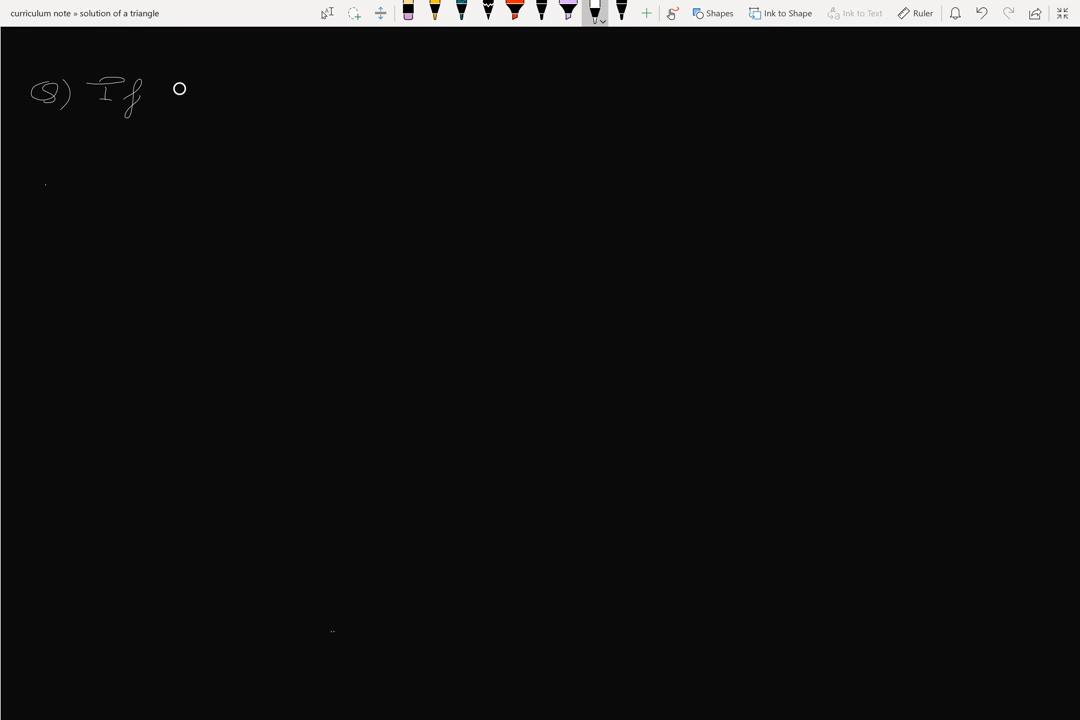 curriculum note » solution of a triangle Shapes Ink to Shape Ink to Text Ruler
Q) If